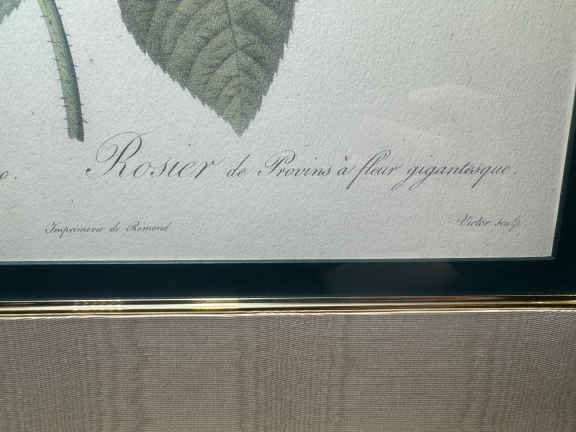 Rosier de Provins à fleur gigantesque.
Imprimerie de Remond
Victor sculp.